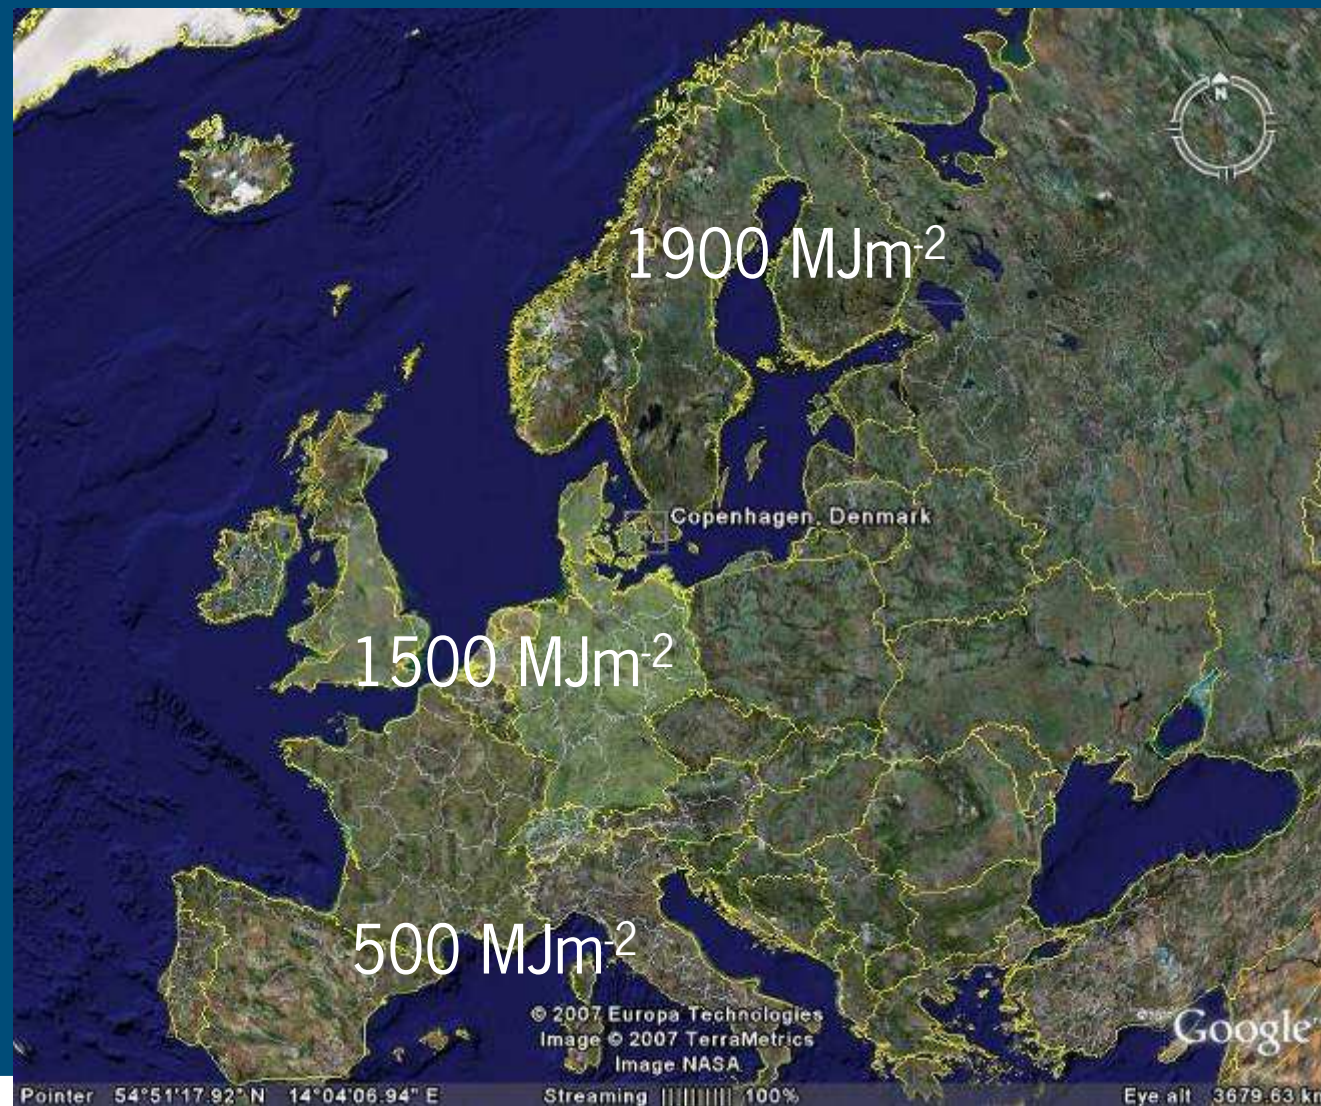 N
1900 MJm-2
Copenhagen, Denmark
1500 MJm-2
500 MJm-2
© 2007 Europa Technologies
Image © 2007 TerraMetrics
Image NASA
Google
Pointer 54°51'17.92" N 14°04'06.94" E Streaming ||||||||| 100% Eye alt 3679.63 km